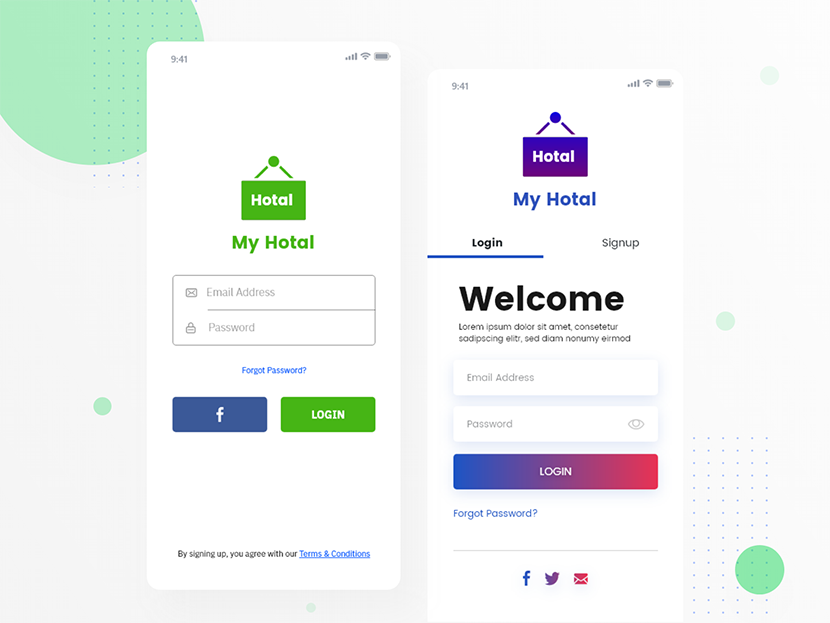 9:41
Hotal
My Hotal
Email Address
Password
Forgot Password?
f
LOGIN
By signing up, you agree with our Terms & Conditions
9:41
Hotal
My Hotal
Login Signup
Welcome
Lorem ipsum dolor sit amet, consetetur
sadipscing elitr, sed diam nonumy eirmod
Email Address
Password
LOGIN
Forgot Password?